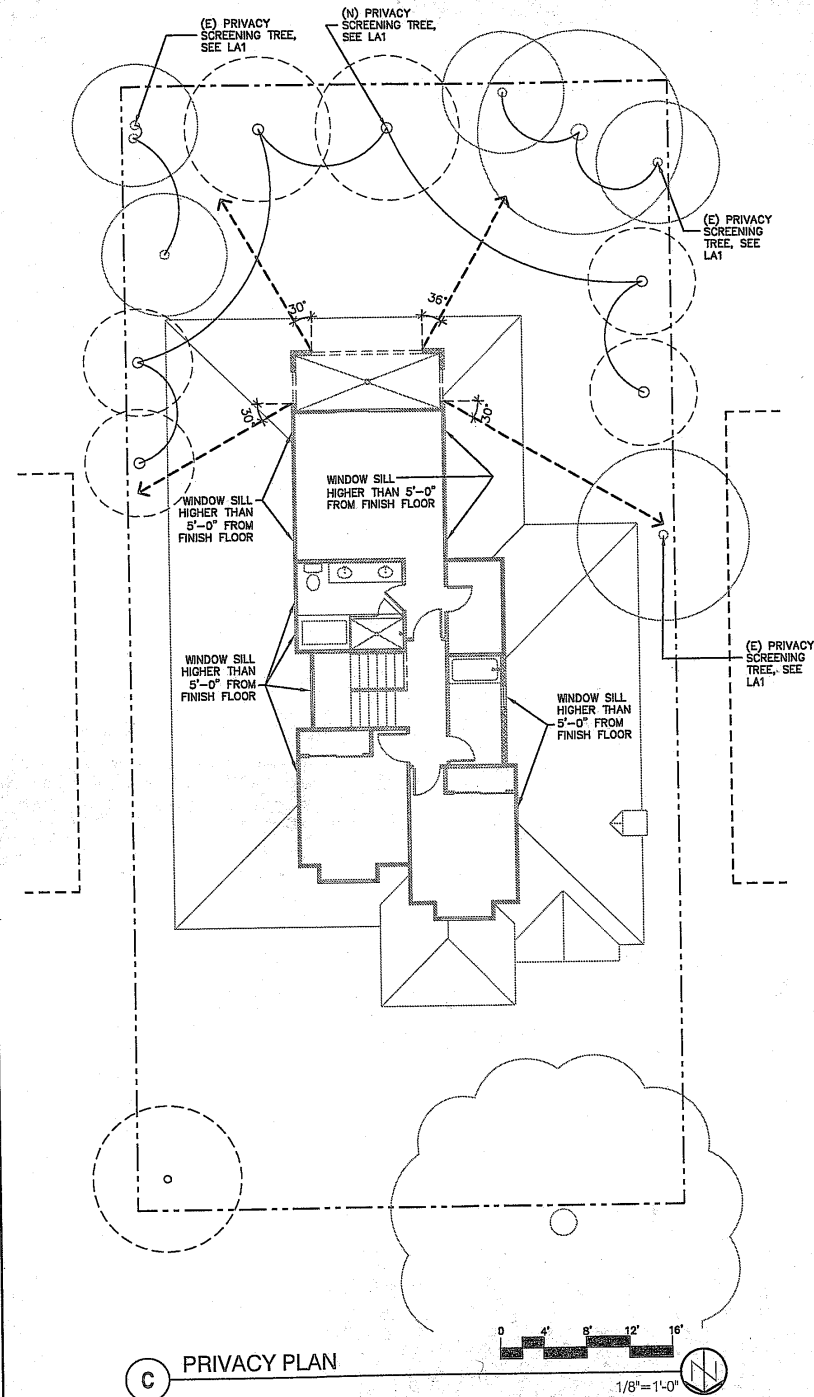 (E) PRIVACY
SCREENING TREE,
SEE LA1
(N) PRIVACY
SCREENING TREE,
SEE LA1
(E) PRIVACY
SCREENING
TREE, SEE
LA1
30°
36°
30°
30°
WINDOW SILL
HIGHER THAN
5'-0" FROM
FINISH FLOOR
WINDOW SILL
HIGHER THAN 5'-0"
FROM FINISH FLOOR
WINDOW SILL
HIGHER THAN
5'-0" FROM
FINISH FLOOR
WINDOW SILL
HIGHER THAN
5'-0" FROM
FINISH FLOOR
(E) PRIVACY
SCREENING
TREE, SEE
LA1
0 4' 8' 12' 16'
C PRIVACY PLAN
1/8"=1'-0"
N